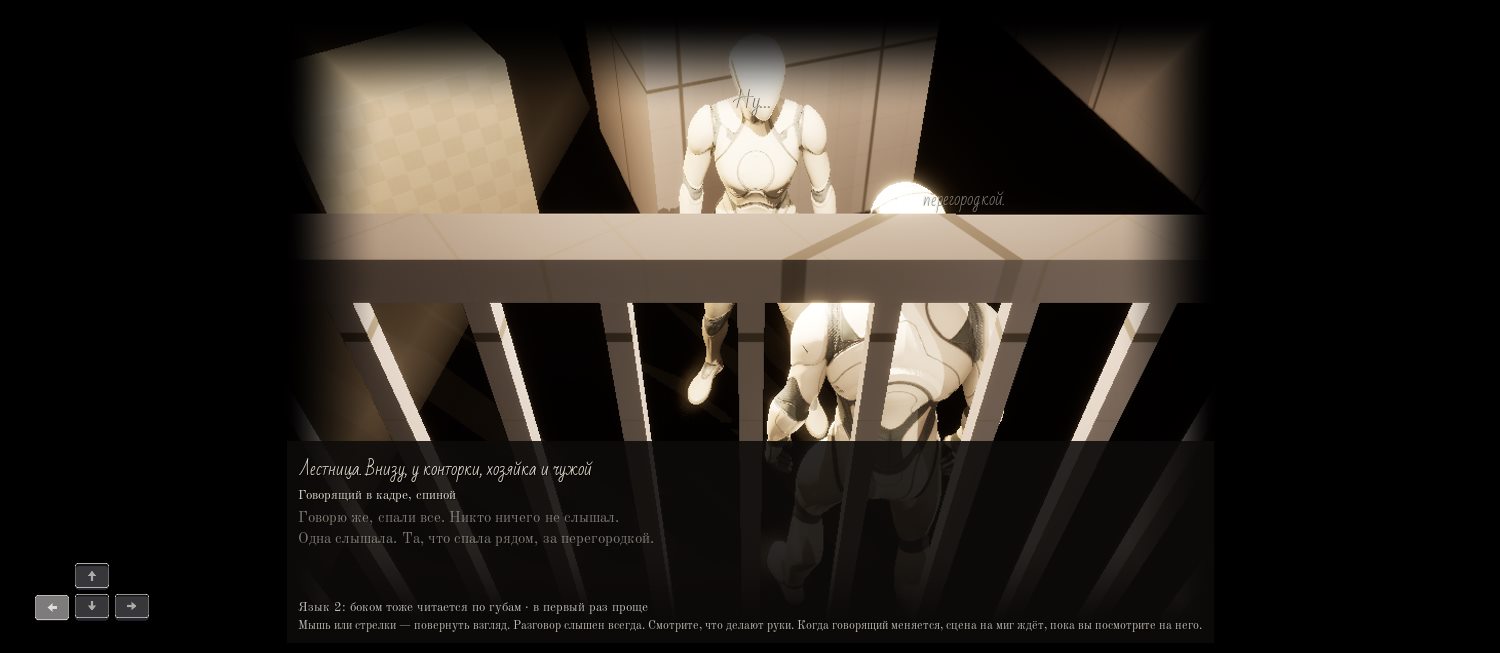 Ну...
перегородкой.
Лестница. Внизу, у конторки, хозяйка и чужой
Говорящий в кадре, спиной
Говорю же, спали все. Никто ничего не слышал.
Одна слышала. Та, что спала рядом, за перегородкой.
Язык 2: боком тоже читается по губам · в первый раз проще
Мышь или стрелки — повернуть взгляд. Разговор слышен всегда. Смотрите, что делают руки. Когда говорящий меняется, сцена на миг ждёт, пока вы посмотрите на него.